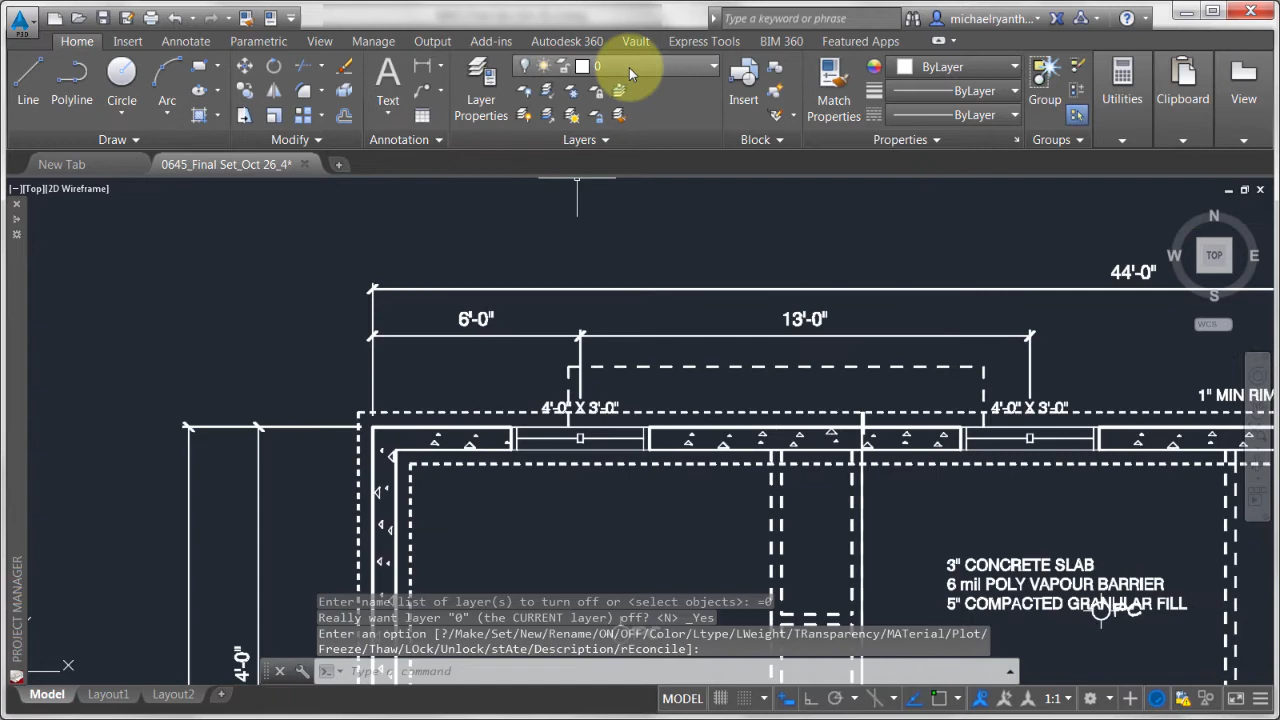 P3D
Type a keyword or phrase
michaelryanth...
Home Insert Annotate Parametric View Manage Output Add-ins Autodesk 360 Vault Express Tools BIM 360 Featured Apps
0
ByLayer
ByLayer
ByLayer
Line Polyline Circle Arc Text Layer Properties Insert Match Properties Group Utilities Clipboard View
Draw Modify Annotation Layers Block Properties Groups
New Tab 0645_Final Set_Oct 26_4*
[−][Top][2D Wireframe]
N
W TOP E
S
WCS
44'-0"
6'-0" 13'-0"
1" MIN RIM
4'-0" X 3'-0" 4'-0" X 3'-0"
3" CONCRETE SLAB
6 mil POLY VAPOUR BARRIER
5" COMPACTED GRANULAR FILL
4'-0"
PROJECT MANAGER
Enter name list of layer(s) to turn off or <select objects>: =0
Really want layer "0" (the CURRENT layer) off? <N> _Yes
Enter an option [?/Make/Set/New/Rename/ON/OFF/Color/Ltype/LWeight/TRansparency/MATerial/Plot/
Freeze/Thaw/LOck/Unlock/stAte/Description/rEconcile]:
Type a command
X
Model Layout1 Layout2 +
MODEL 1:1